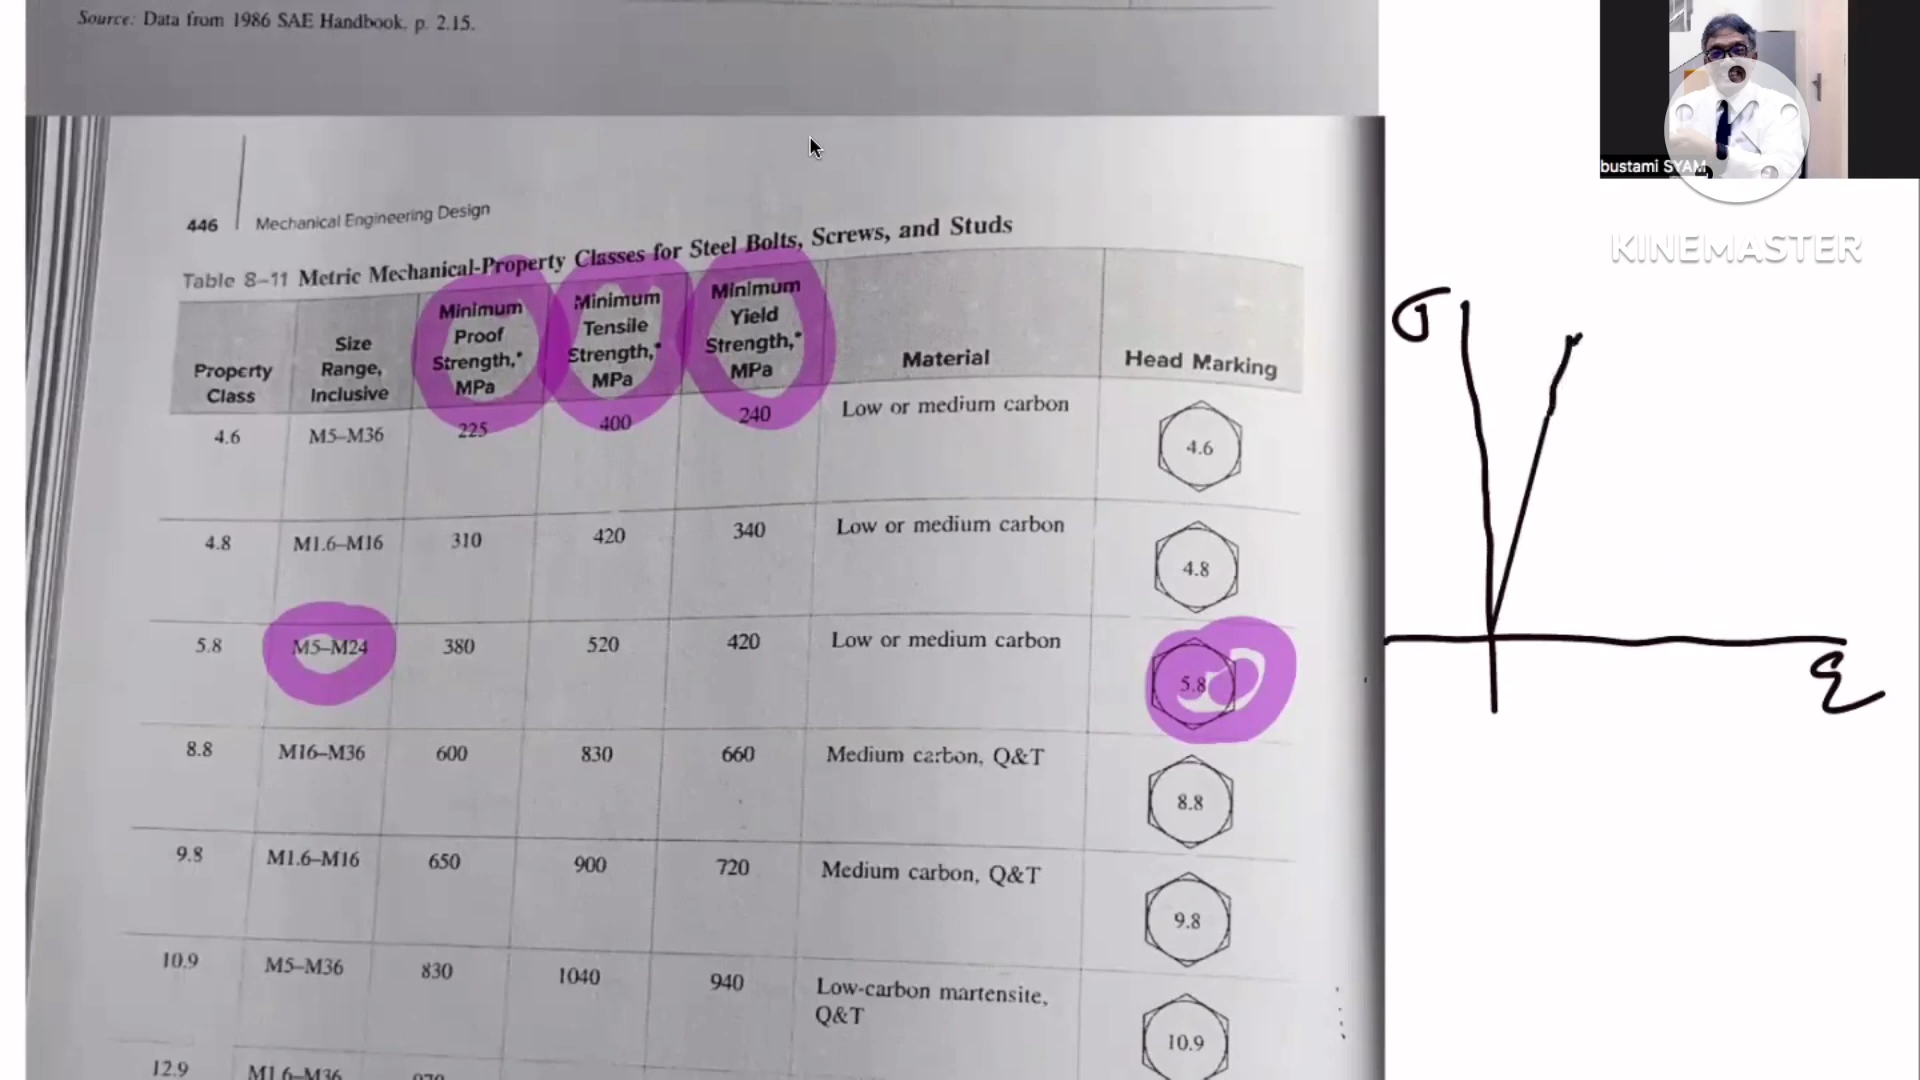 Source: Data from 1986 SAE Handbook, p. 2.15.
bustami SYAM
KINEMASTER
446 Mechanical Engineering Design
Table 8–11 Metric Mechanical-Property Classes for Steel Bolts, Screws, and Studs
Property Class
Size Range, Inclusive
Minimum Proof Strength,* MPa
Minimum Tensile Strength,* MPa
Minimum Yield Strength,* MPa
Material
Head Marking
4.6 M5–M36 225 400 240 Low or medium carbon 4.6
4.8 M1.6–M16 310 420 340 Low or medium carbon 4.8
5.8 M5–M24 380 520 420 Low or medium carbon 5.8
8.8 M16–M36 600 830 660 Medium carbon, Q&T 8.8
9.8 M1.6–M16 650 900 720 Medium carbon, Q&T 9.8
10.9 M5–M36 830 1040 940 Low-carbon martensite, Q&T 10.9
12.9 M1.6–M36 970
σ
ε